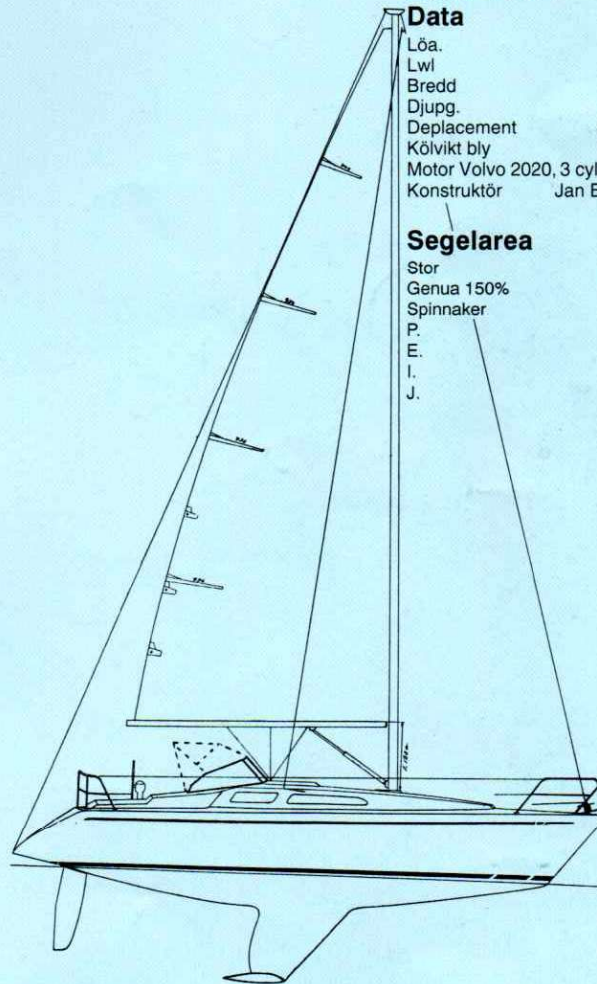 Data
Löa.
Lwl
Bredd
Djupg.
Deplacement
Kölvikt bly
Motor Volvo 2020, 3 cyl
Konstruktör Jan
Segelarea
Stor
Genua 150%
Spinnaker
P.
E.
I.
J.